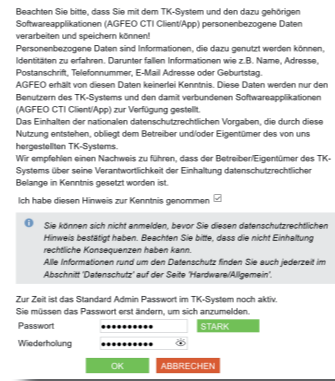 Beachten Sie bitte, dass Sie mit dem TK-System und den dazu gehörigen
Softwareapplikationen (AGFEO CTI Client/App) personenbezogene Daten
verarbeiten und speichern können!
Personenbezogene Daten sind Informationen, die dazu genutzt werden können,
Identitäten zu erfahren. Darunter fallen Informationen wie z.B. Name, Adresse,
Postanschrift, Telefonnummer, E-Mail Adresse oder Geburtstag.
AGFEO erhält von diesen Daten keinerlei Kenntnis. Diese Daten werden nur den
Benutzern des TK-Systems und den damit verbundenen Softwareapplikationen
(AGFEO CTI Client/App) zur Verfügung gestellt.
Das Einhalten der nationalen datenschutzrechtlichen Vorgaben, die durch diese
Nutzung entstehen, obliegt dem Betreiber und/oder Eigentümer des von uns
hergestellten TK-Systems.
Wir empfehlen einen Nachweis zu führen, dass der Betreiber/Eigentümer des TK-
Systems über seine Verantwortlichkeit der Einhaltung datenschutzrechtlicher
Belange in Kenntnis gesetzt worden ist.
Ich habe diesen Hinweis zur Kenntnis genommen
Sie können sich nicht anmelden, bevor Sie diesen datenschutzrechtlichen
Hinweis bestätigt haben. Beachten Sie bitte, dass die nicht Einhaltung
rechtliche Konsequenzen haben kann.
Alle Informationen rund um den Datenschutz finden Sie auch jederzeit im
Abschnitt 'Datenschutz' auf der Seite 'Hardware/Allgemein'.
Zur Zeit ist das Standard Admin Passwort im TK-System noch aktiv.
Sie müssen das Passwort erst ändern, um sich anzumelden.
Passwort •••••••••• STARK
Wiederholung ••••••••••
OK ABBRECHEN